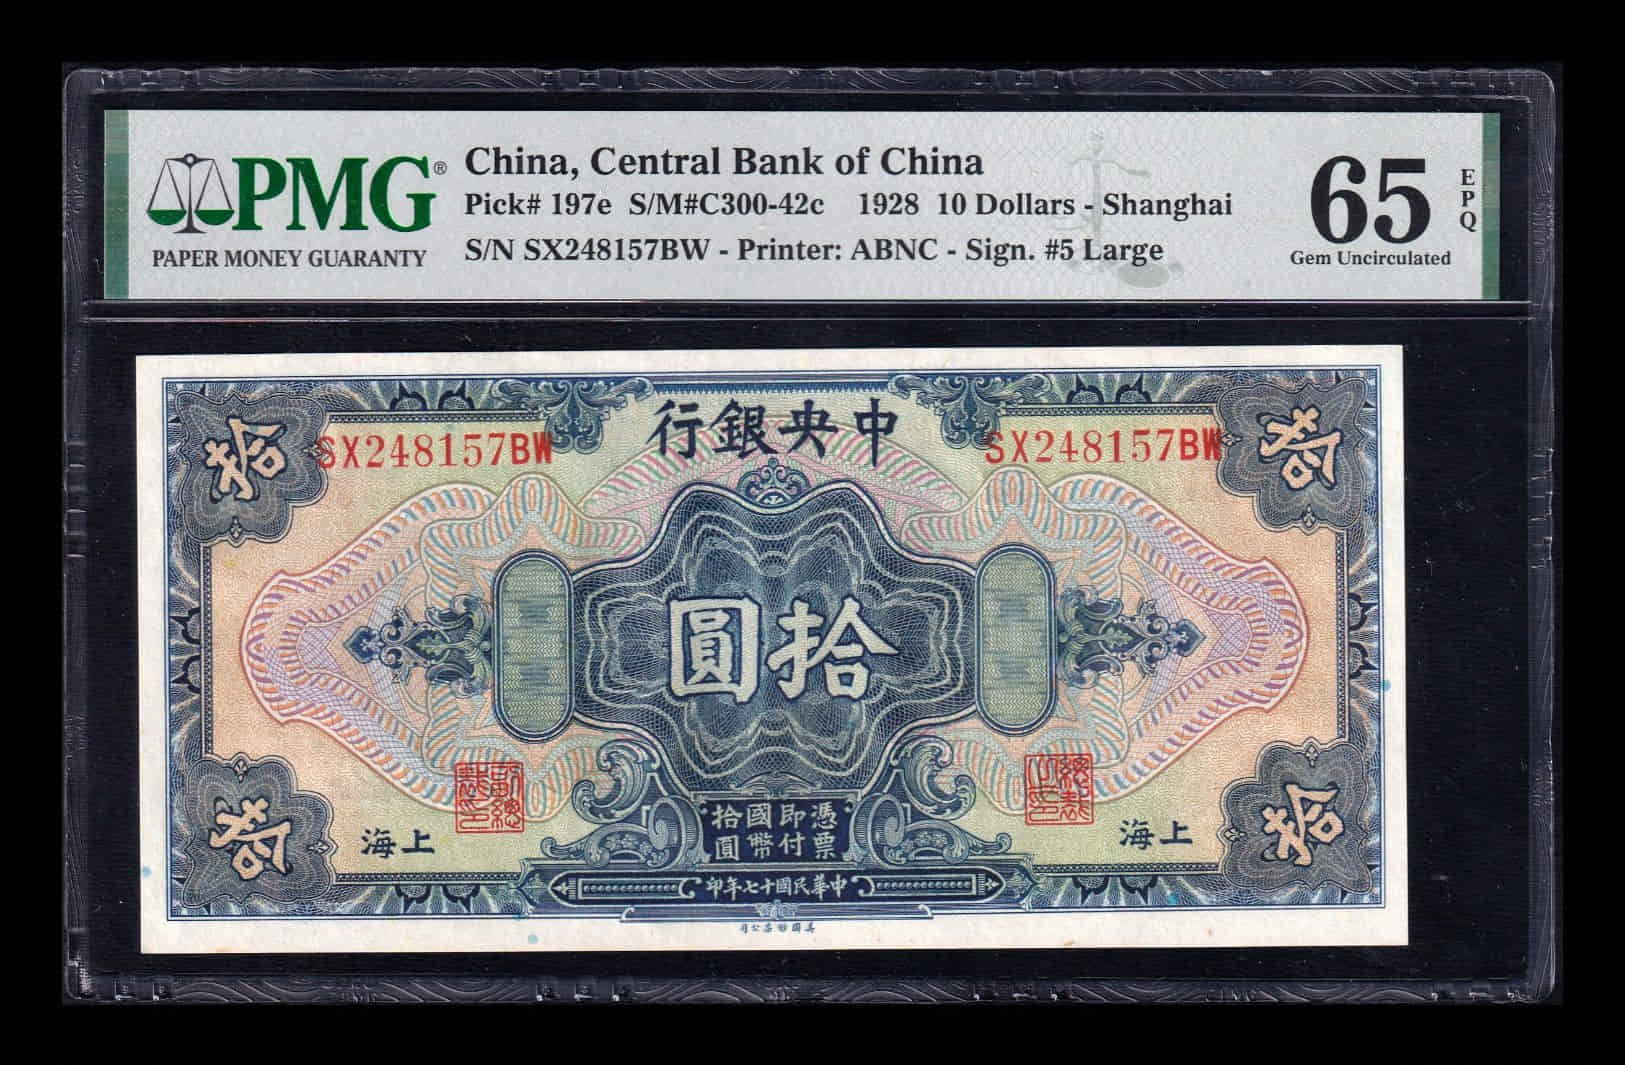 PMG®
PAPER MONEY GUARANTY
China, Central Bank of China
Pick# 197e S/M#C300-42c 1928 10 Dollars - Shanghai
S/N SX248157BW - Printer: ABNC - Sign. #5 Large
65
EPQ
Gem Uncirculated
行銀央中
拾
拾
SX248157BW
SX248157BW
圓拾
拾國即憑
圓幣付票
海上
海上
拾
拾
印年七十國民華中